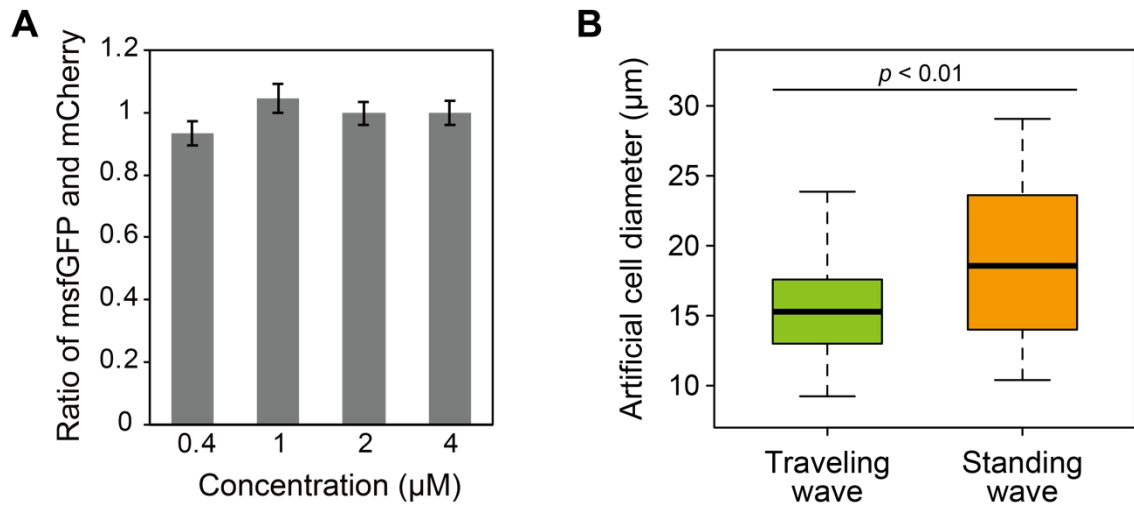 A
Ratio of msfGFP and mCherry
1.2
1
0.8
0.6
0.4
0.2
0
0.4 1 2 4
Concentration (µM)
B
Artificial cell diameter (µm)
30
25
20
15
10
p < 0.01
Traveling
wave
Standing
wave